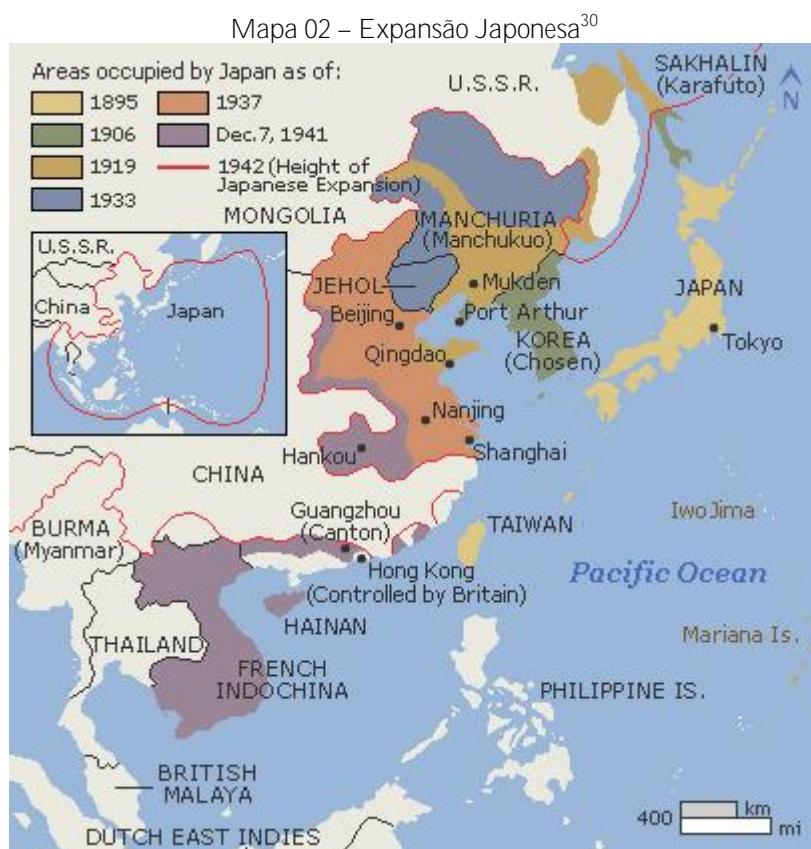 Mapa 02 – Expansão Japonesa30
Areas occupied by Japan as of:
1895
1937
1906
Dec.7, 1941
1919
1942 (Height of
Japanese Expansion)
1933
U.S.S.R.
SAKHALIN
(Karafuto)
N
MONGOLIA
MANCHURIA
(Manchukuo)
U.S.S.R.
China
Japan
JEHOL
Mukden
Beijing
Port Arthur
JAPAN
KOREA
(Chosen)
Tokyo
Qingdao
Nanjing
Hankou
Shanghai
CHINA
Guangzhou
(Canton)
TAIWAN
Iwo Jima
BURMA
(Myanmar)
Hong Kong
(Controlled by Britain)
Pacific Ocean
HAINAN
THAILAND
Mariana Is.
FRENCH
INDOCHINA
PHILIPPINE IS.
BRITISH
MALAYA
400
km
mi
DUTCH EAST INDIES